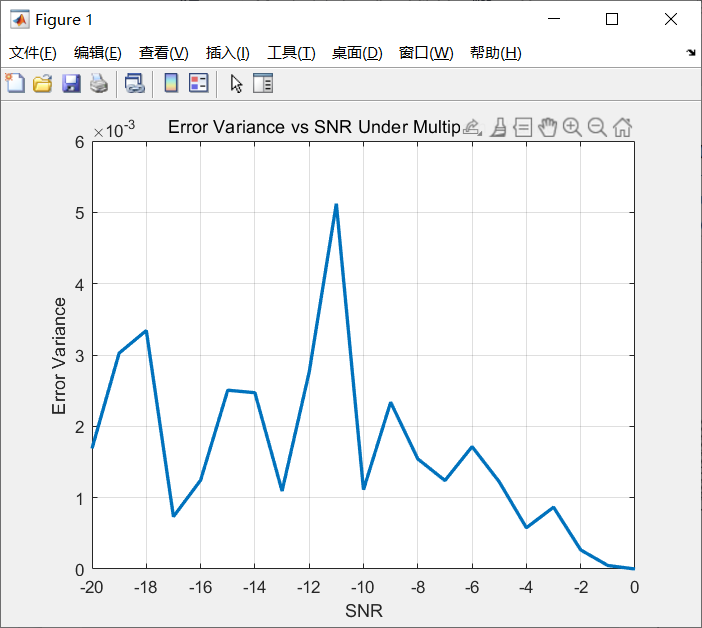 Figure 1
文件(F) 编辑(E) 查看(V) 插入(I) 工具(T) 桌面(D) 窗口(W) 帮助(H)
×10-3
Error Variance vs SNR Under Multip
6
5
4
3
2
1
0
Error Variance
-20 -18 -16 -14 -12 -10 -8 -6 -4 -2 0
SNR